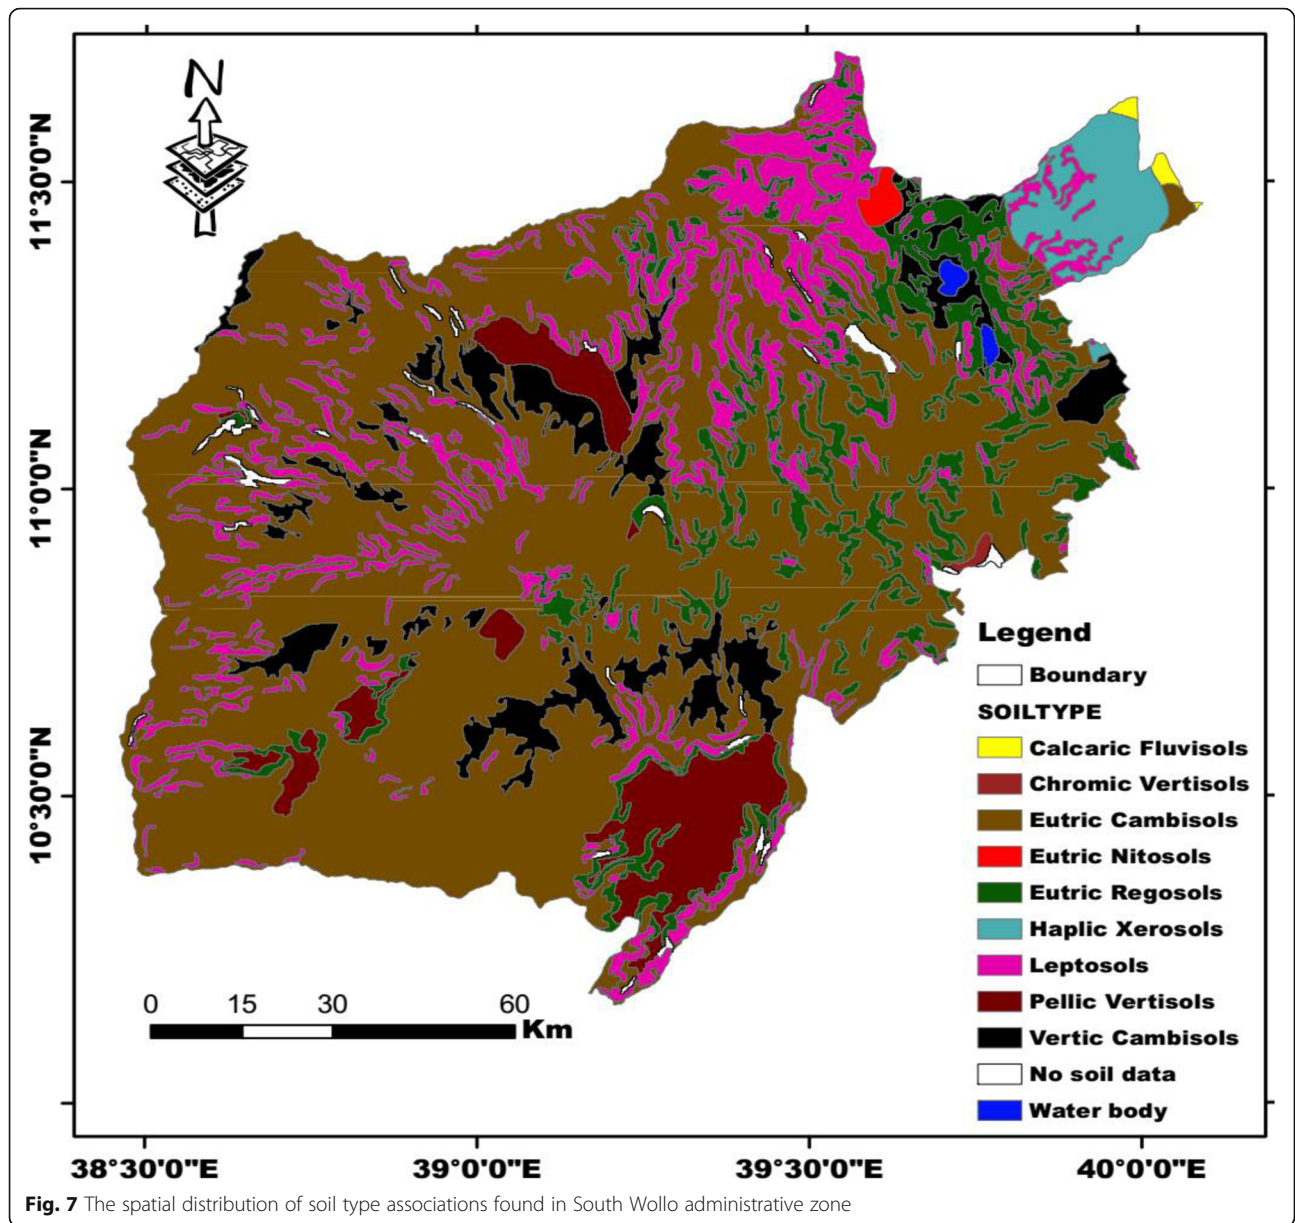 N
11°30'0"N
11°0'0"N
10°30'0"N
Legend
Boundary
SOILTYPE
Calcaric Fluvisols
Chromic Vertisols
Eutric Cambisols
Eutric Nitosols
Eutric Regosols
Haplic Xerosols
Leptosols
Pellic Vertisols
Vertic Cambisols
No soil data
Water body
0 15 30 60
Km
38°30'0"E 39°0'0"E 39°30'0"E 40°0'0"E
Fig. 7 The spatial distribution of soil type associations found in South Wollo administrative zone